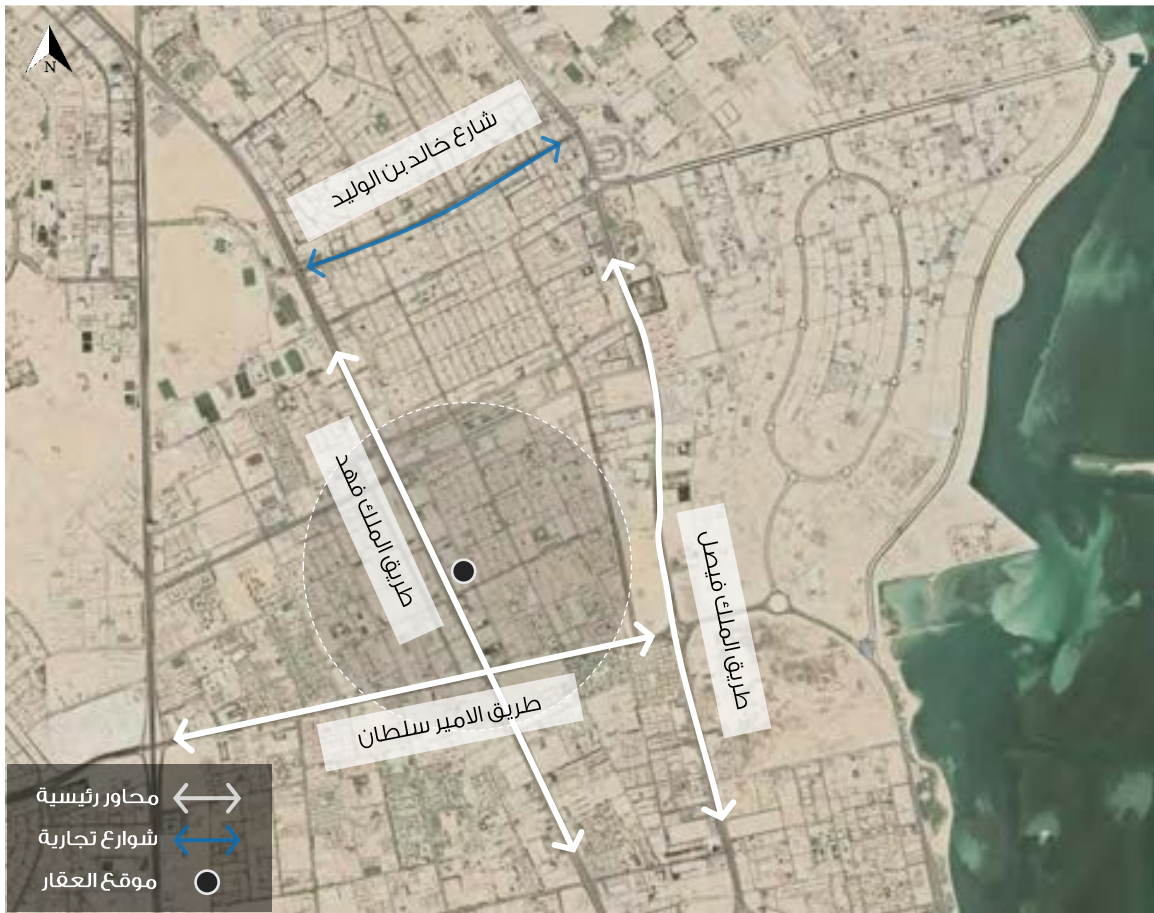 N
شارع خالد بن الوليد
طريق الملك فهد
طريق الملك فيصل
طريق الامير سلطان
محاور رئيسية
شوارع تجارية
موقع العقار